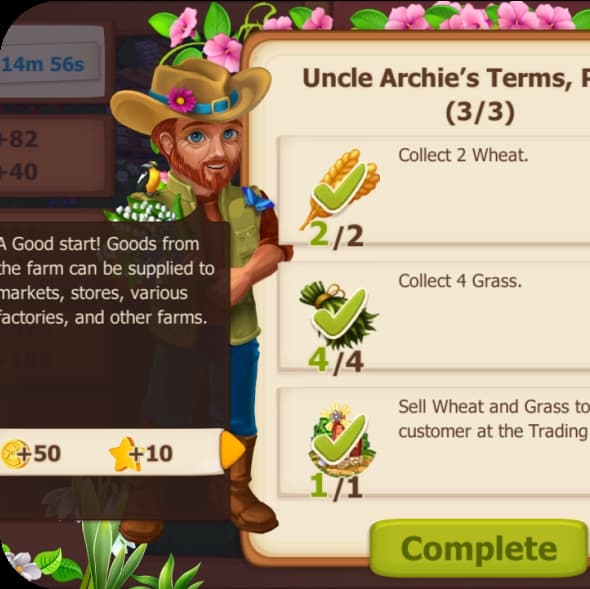 14m 56s
+82
+40
A Good start! Goods from
the farm can be supplied to
markets, stores, various
factories, and other farms.
+50 +10
Uncle Archie's Terms, P
(3/3)
Collect 2 Wheat.
2/2
Collect 4 Grass.
4/4
Sell Wheat and Grass to
customer at the Trading
1/1
Complete